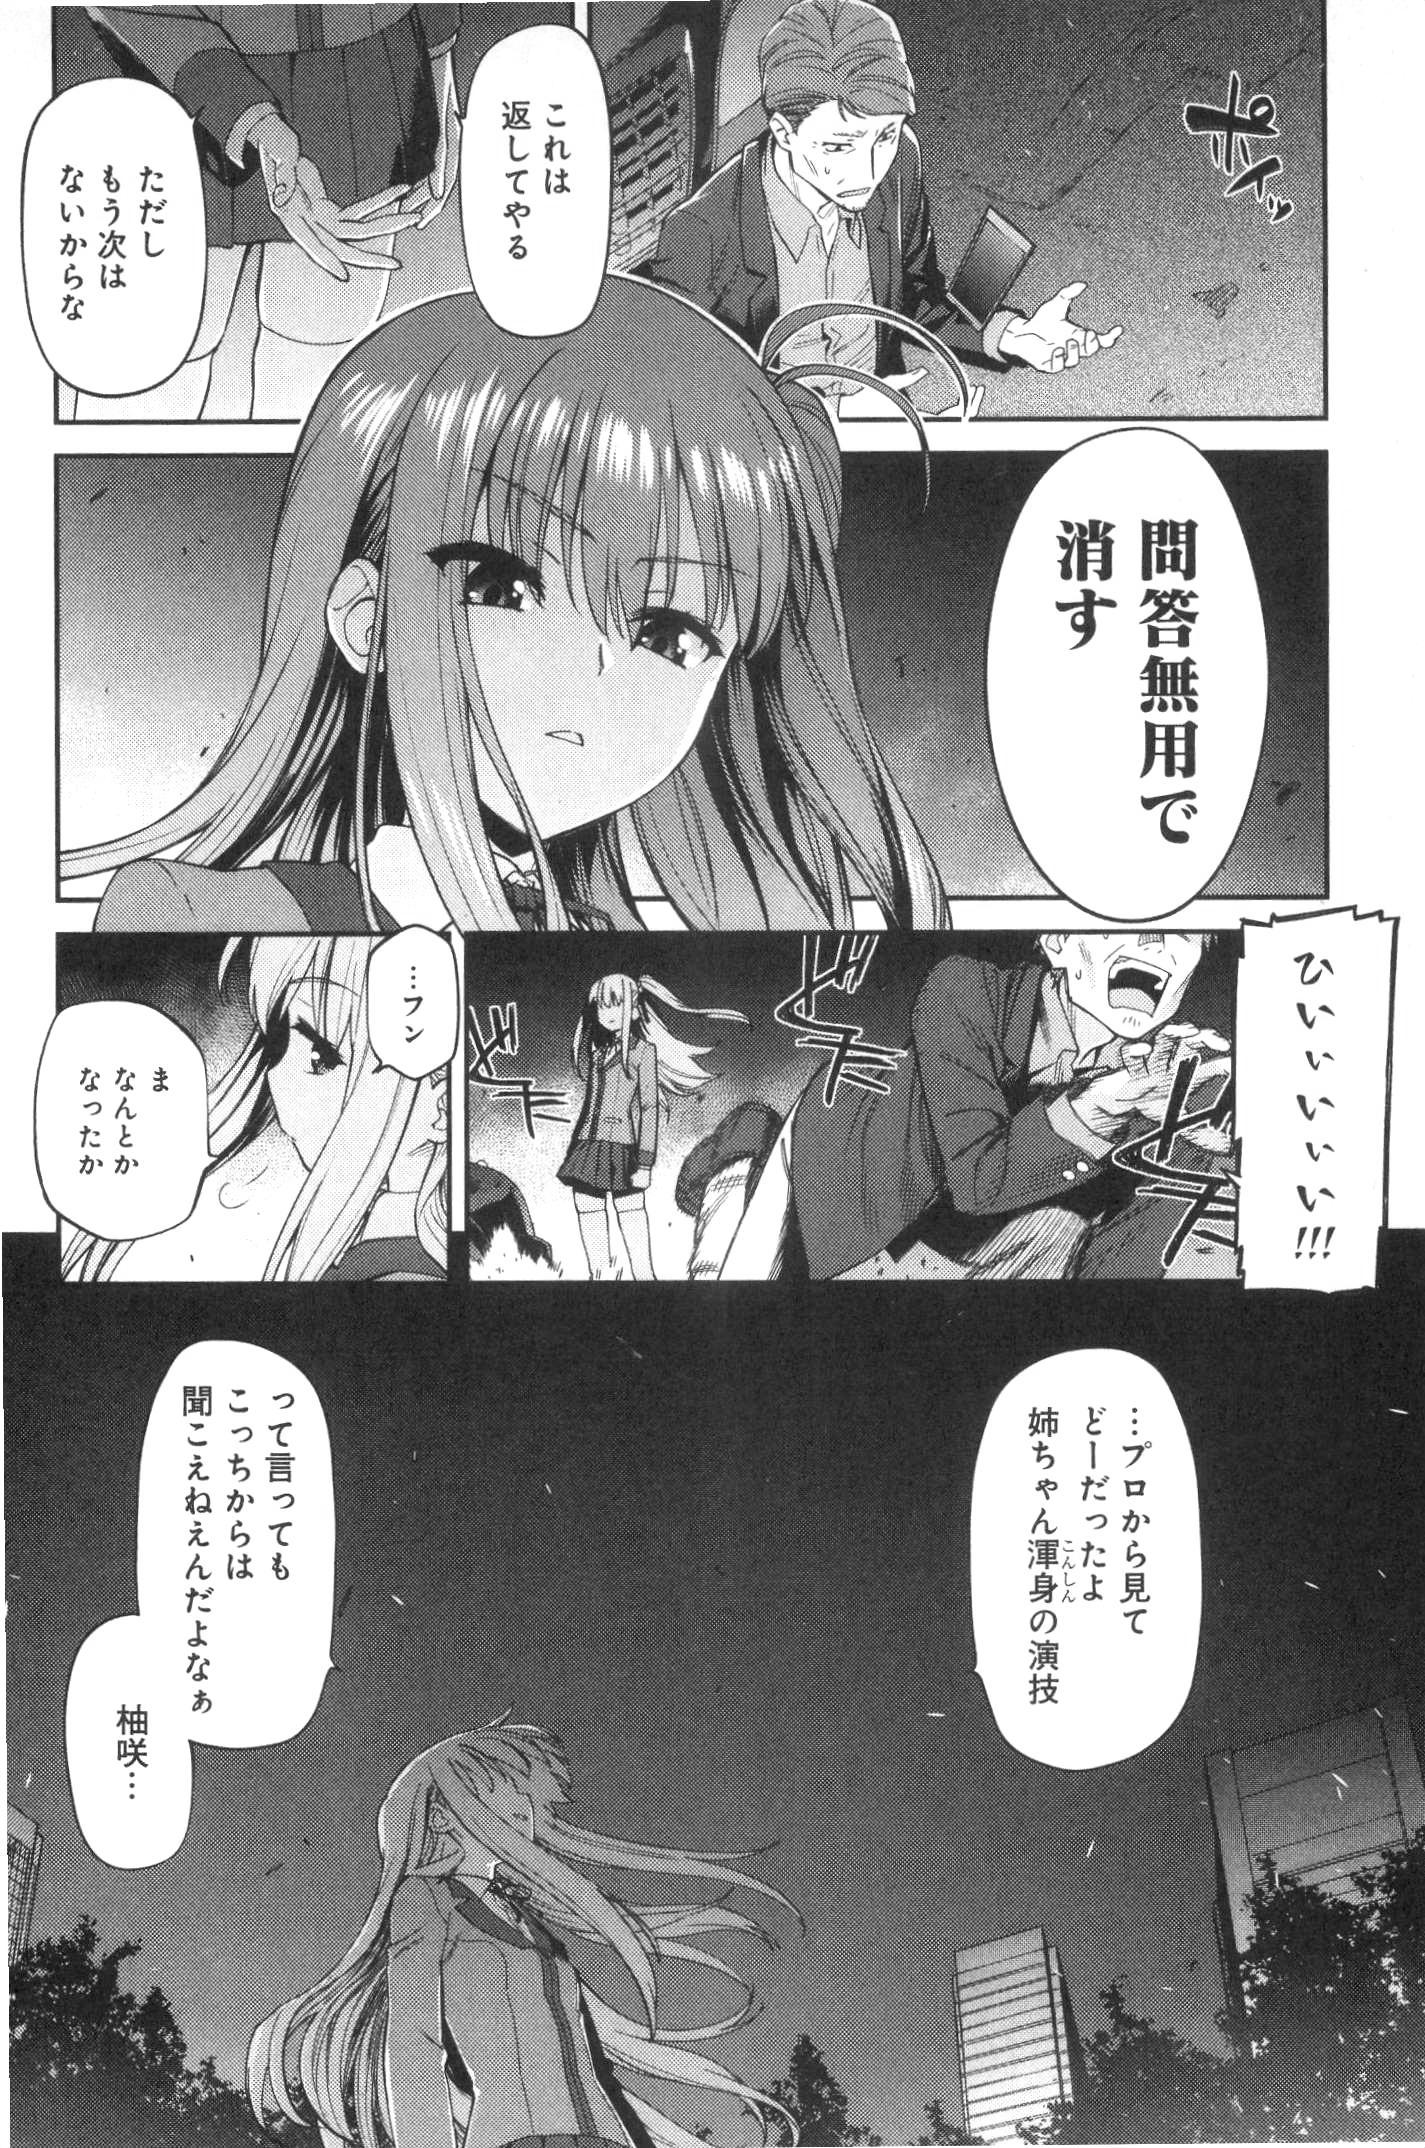 ポイッ
これは
返してやる
ただし
もう次は
ないからな
問答無用で
消す
ひいぃいぃい!!!
…フン
ま
なんとか
なったか
…プロから見て
どーだったよ
姉ちゃん渾身の演技
こんしん
って言っても
こっちからは
聞こえねえんだよなぁ
柚咲…